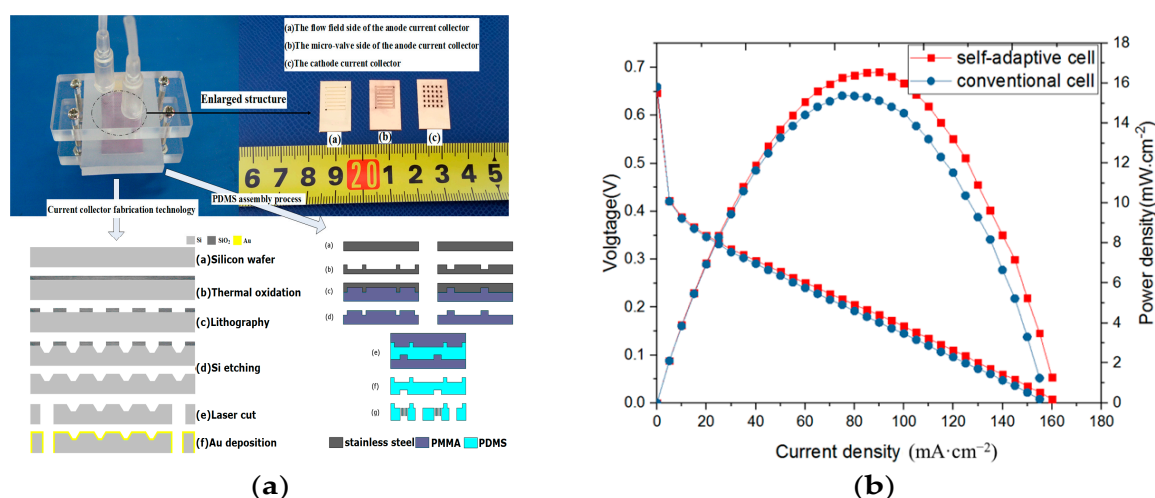 (a)The flow field side of the anode current collector
(b)The micro-valve side of the anode current collector
(c)The cathode current collector
Enlarged structure
(a) (b) (c)
6 7 8 9 20 1 2 3 4 5
Current collector fabrication technology
PDMS assembly process
Si SiO₂ Au
(a)Silicon wafer
(b)Thermal oxidation
(c)Lithography
(d)Si etching
(e)Laser cut
(f)Au deposition
(a)
(b)
(c)
(d)
(e)
(f)
(g)
stainless steel PMMA PDMS
(a)
self-adaptive cell
conventional cell
Volgtage(V)
0.7
0.6
0.5
0.4
0.3
0.2
0.1
0.0
18
16
14
12
10
8
6
4
2
0
Power density(mW.cm⁻²)
0 20 40 60 80 100 120 140 160 180
Current density (mA·cm⁻²)
(b)